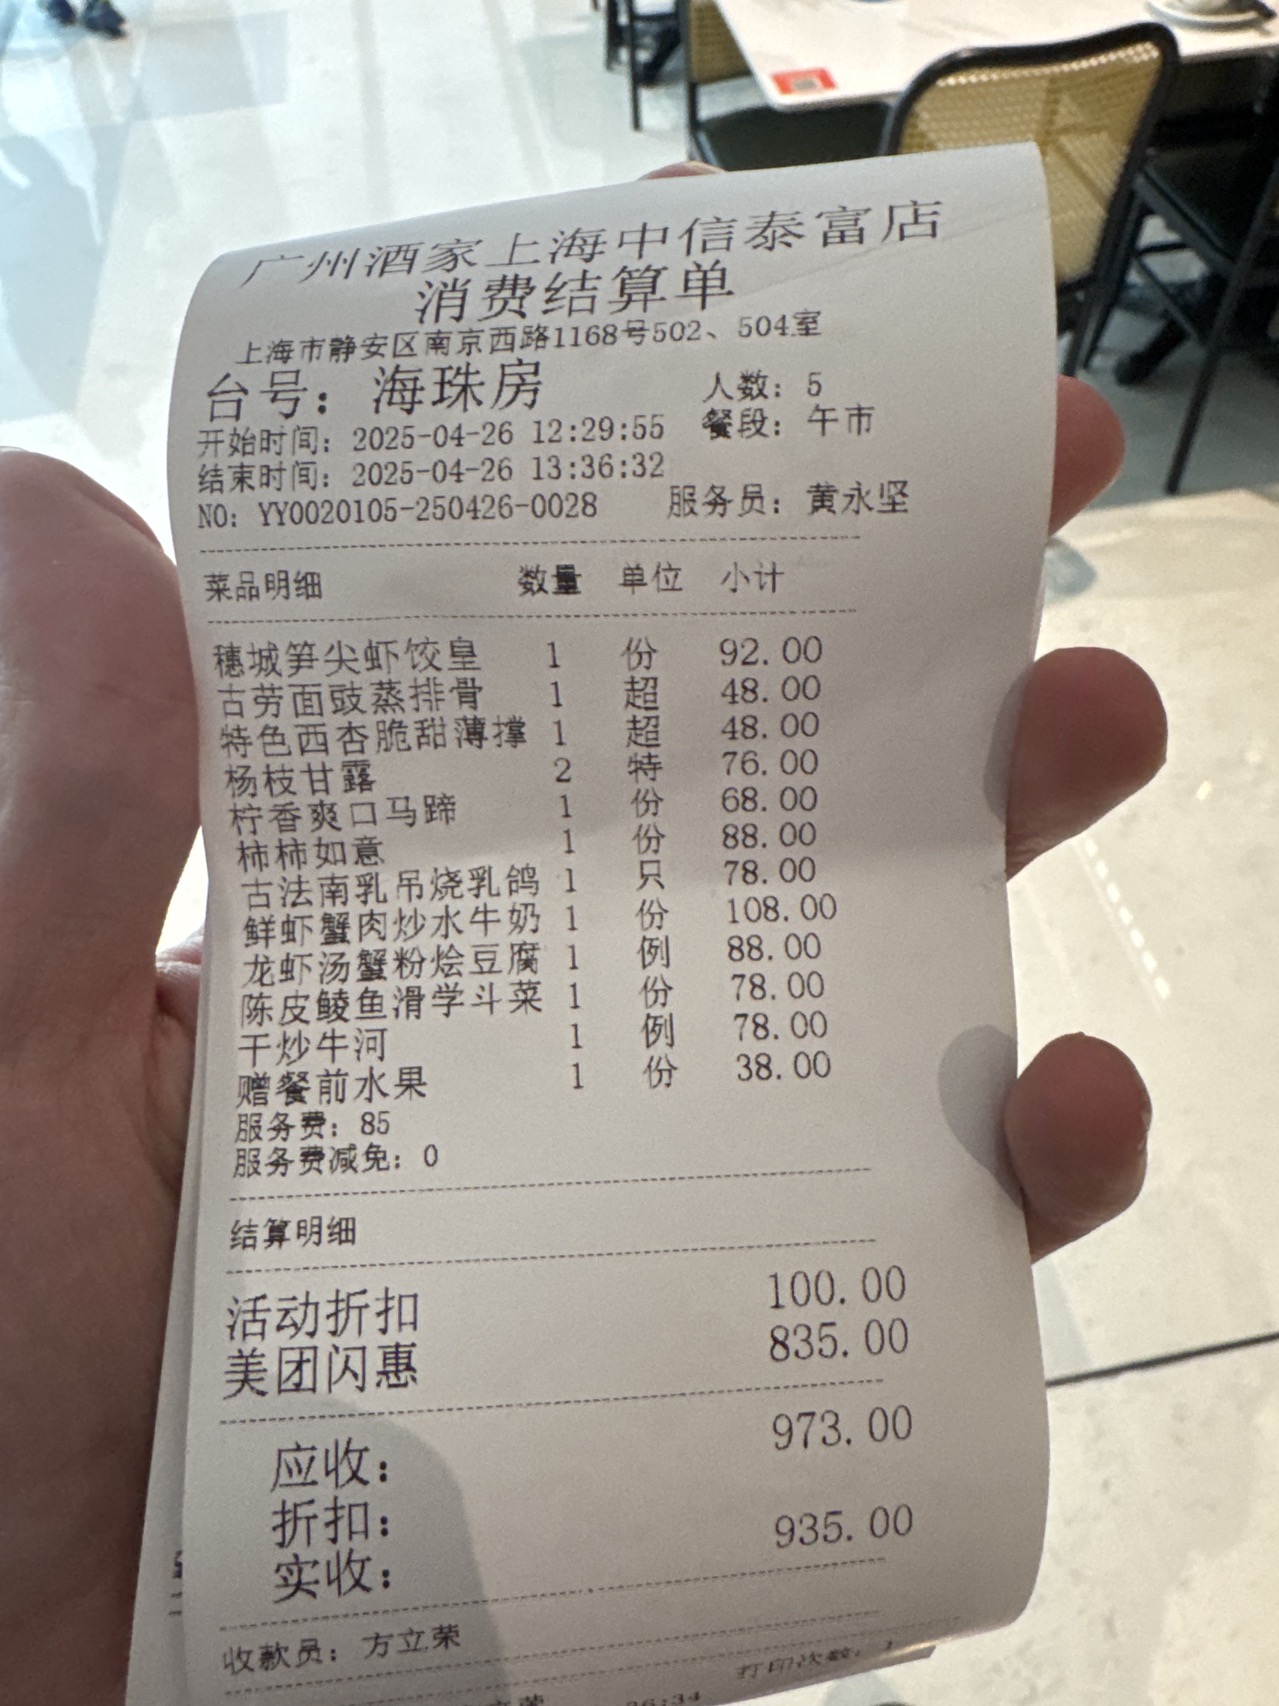 广州酒家上海中信泰富店
消费结算单
上海市静安区南京西路1168号502、504室
台号：海珠房 人数：5
开始时间：2025-04-26 12:29:55 餐段：午市
结束时间：2025-04-26 13:36:32
NO: YY0020105-250426-0028 服务员：黄永坚
菜品明细 数量 单位 小计
穗城笋尖虾饺皇 1 份 92.00
古劳面豉蒸排骨 1 超 48.00
特色西杏脆甜薄撑 1 超 48.00
杨枝甘露 2 特 76.00
柠香爽口马蹄 1 份 68.00
柿柿如意 1 份 88.00
古法南乳吊烧乳鸽 1 只 78.00
鲜虾蟹肉炒水牛奶 1 份 108.00
龙虾汤蟹粉烩豆腐 1 例 88.00
陈皮鲮鱼滑学斗菜 1 份 78.00
干炒牛河 1 例 78.00
赠餐前水果 1 份 38.00
服务费：85
服务费减免：0
结算明细
活动折扣 100.00
美团闪惠 835.00
应收： 973.00
折扣：
实收： 935.00
收款员：方立荣
打印次数：1
36:34